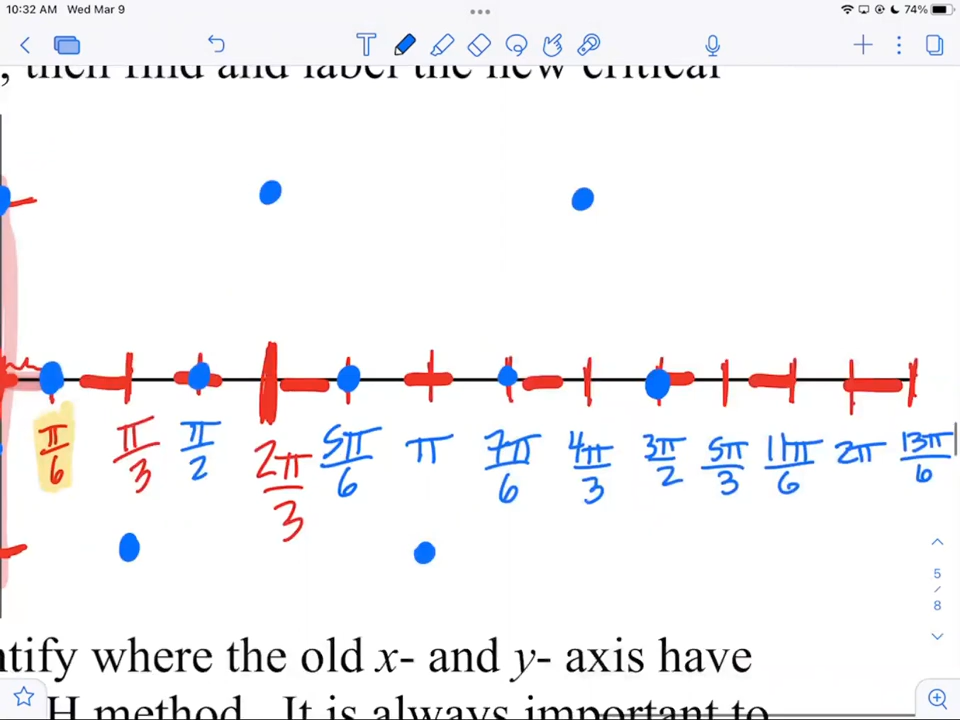 10:32 AM Wed Mar 9
74%
T
, then find and label the new critical
π/6 π/3 π/2 2π/3 5π/6 π 7π/6 4π/3 3π/2 5π/3 11π/6 2π 13π/6
5
/
8
ntify where the old x- and y- axis have
H method. It is always important to